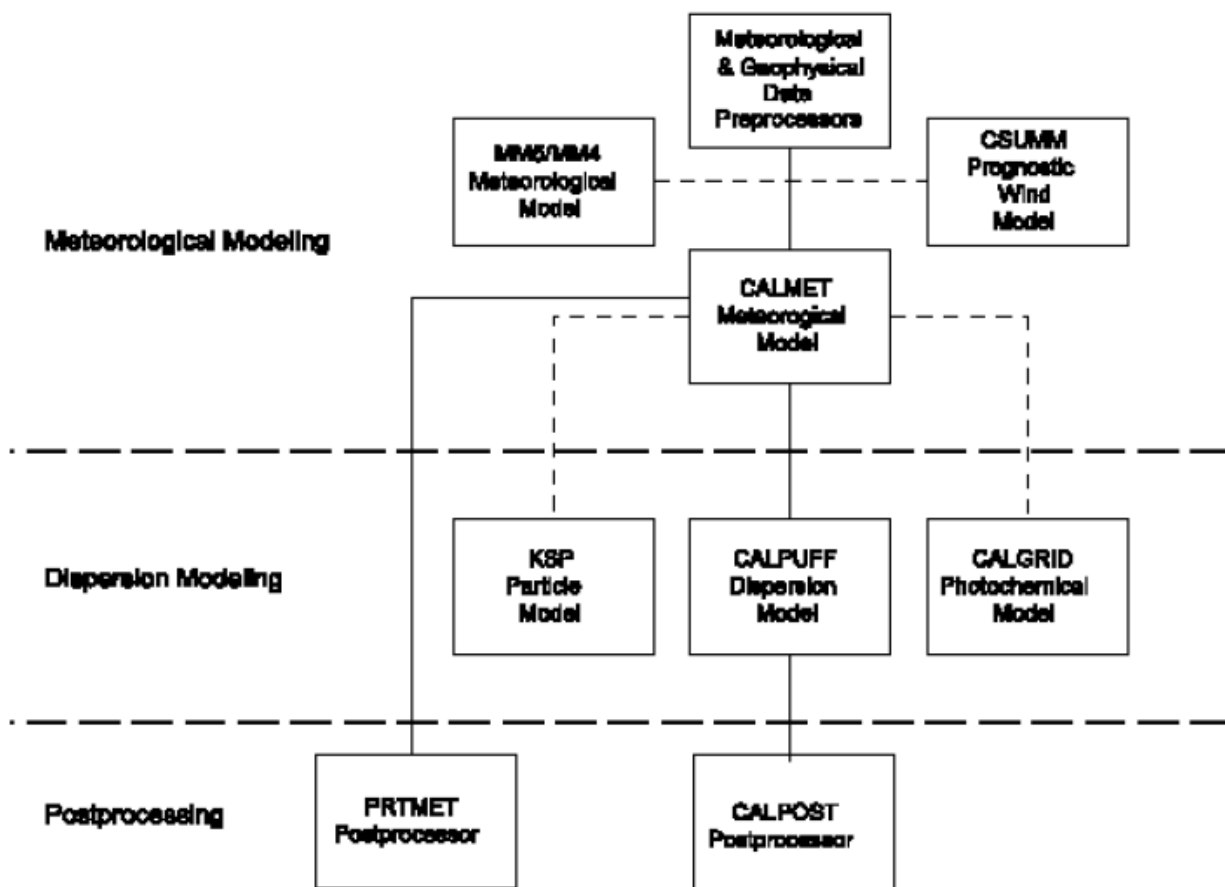 Meteorological
& Geophysical
Data
Preprocessors
MM5/MM4
Meteorological
Model
CSUMM
Prognostic
Wind
Model
Meteorological Modeling
CALMET
Meteorogical
Model
Dispersion Modeling
KSP
Particle
Model
CALPUFF
Dispersion
Model
CALGRID
Photochemical
Model
Postprocessing
PRTMET
Postprocessor
CALPOST
Postprocessor